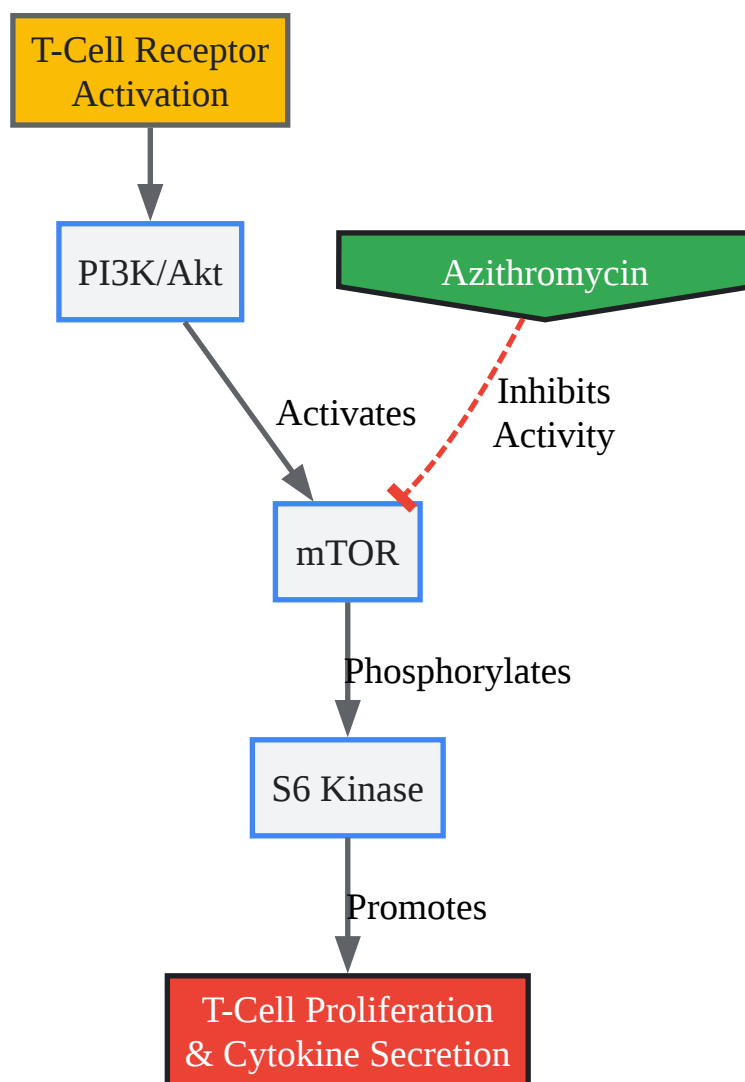 T-Cell Receptor
Activation
PI3K/Akt
Azithromycin
Activates
Inhibits
Activity
mTOR
Phosphorylates
S6 Kinase
Promotes
T-Cell Proliferation
& Cytokine Secretion